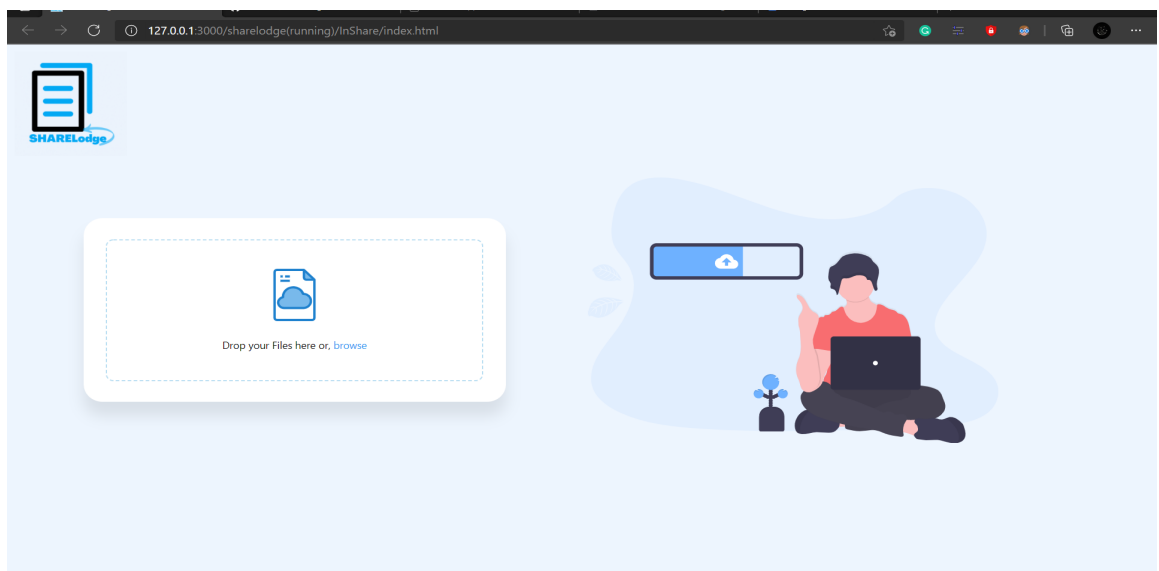 127.0.0.1:3000/sharelodge(running)/InShare/index.html
SHARELodge
Drop your Files here or, browse